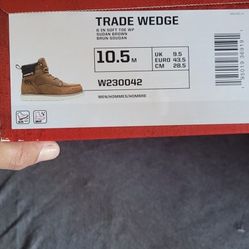 TRADE WEDGE
6 IN SOFT TOE WP
SUDAN BROWN
BRUN SOUDAN
10.5 M
UK 9.5
EURO 43.5
CM 28.5
W230042
MEN/HOMMES/HOMBRE